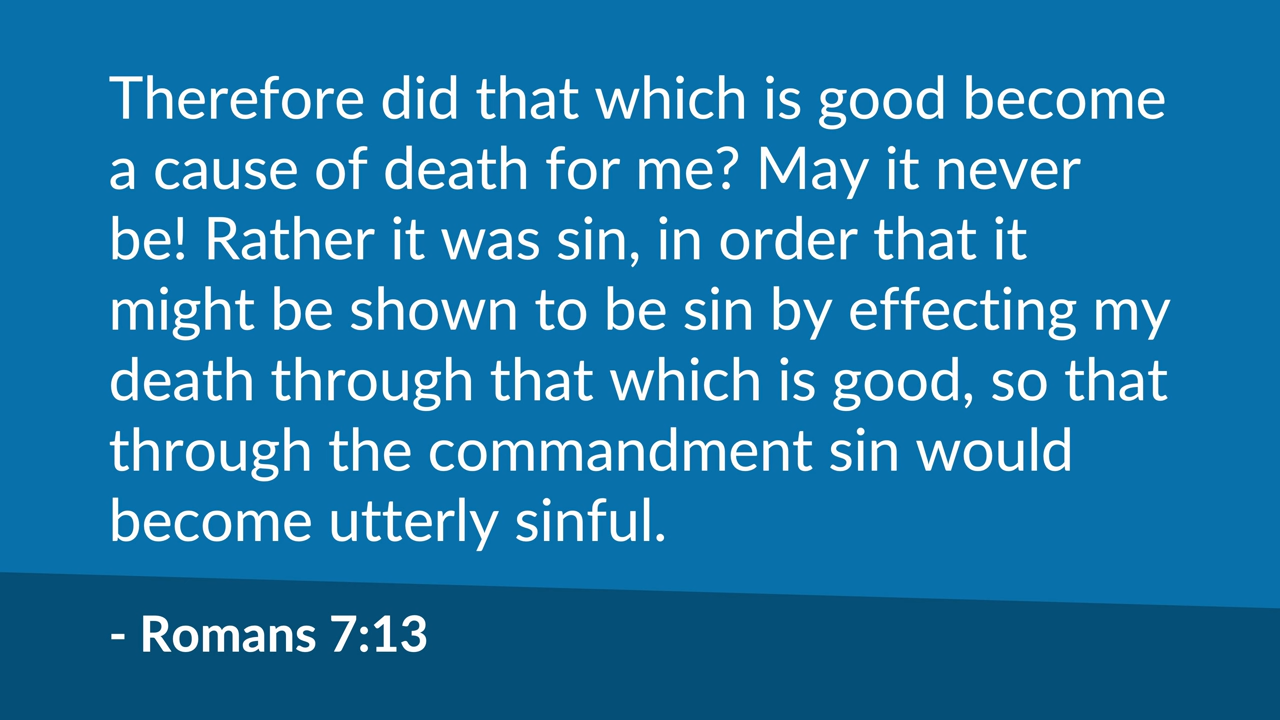 Therefore did that which is good become
a cause of death for me? May it never
be! Rather it was sin, in order that it
might be shown to be sin by effecting my
death through that which is good, so that
through the commandment sin would
become utterly sinful.
- Romans 7:13